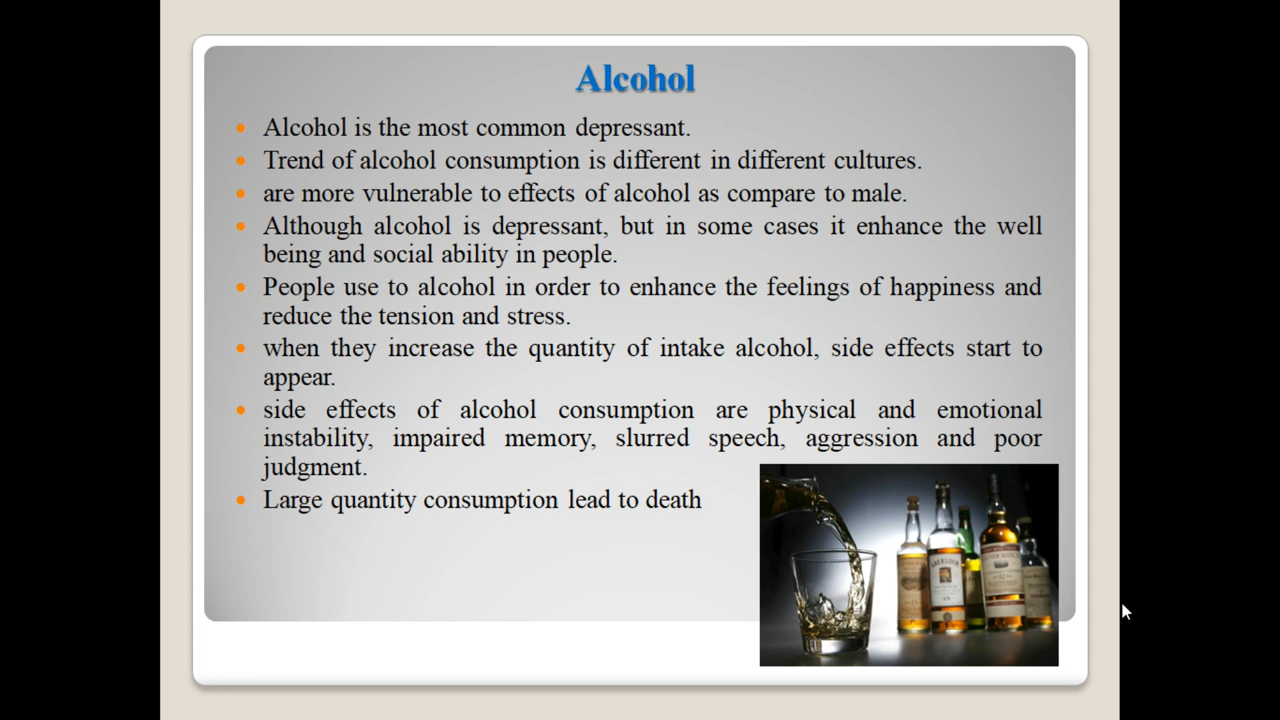 Alcohol
Alcohol is the most common depressant.
Trend of alcohol consumption is different in different cultures.
are more vulnerable to effects of alcohol as compare to male.
Although alcohol is depressant, but in some cases it enhance the well
being and social ability in people.
People use to alcohol in order to enhance the feelings of happiness and
reduce the tension and stress.
when they increase the quantity of intake alcohol, side effects start to
appear.
side effects of alcohol consumption are physical and emotional
instability, impaired memory, slurred speech, aggression and poor
judgment.
Large quantity consumption lead to death